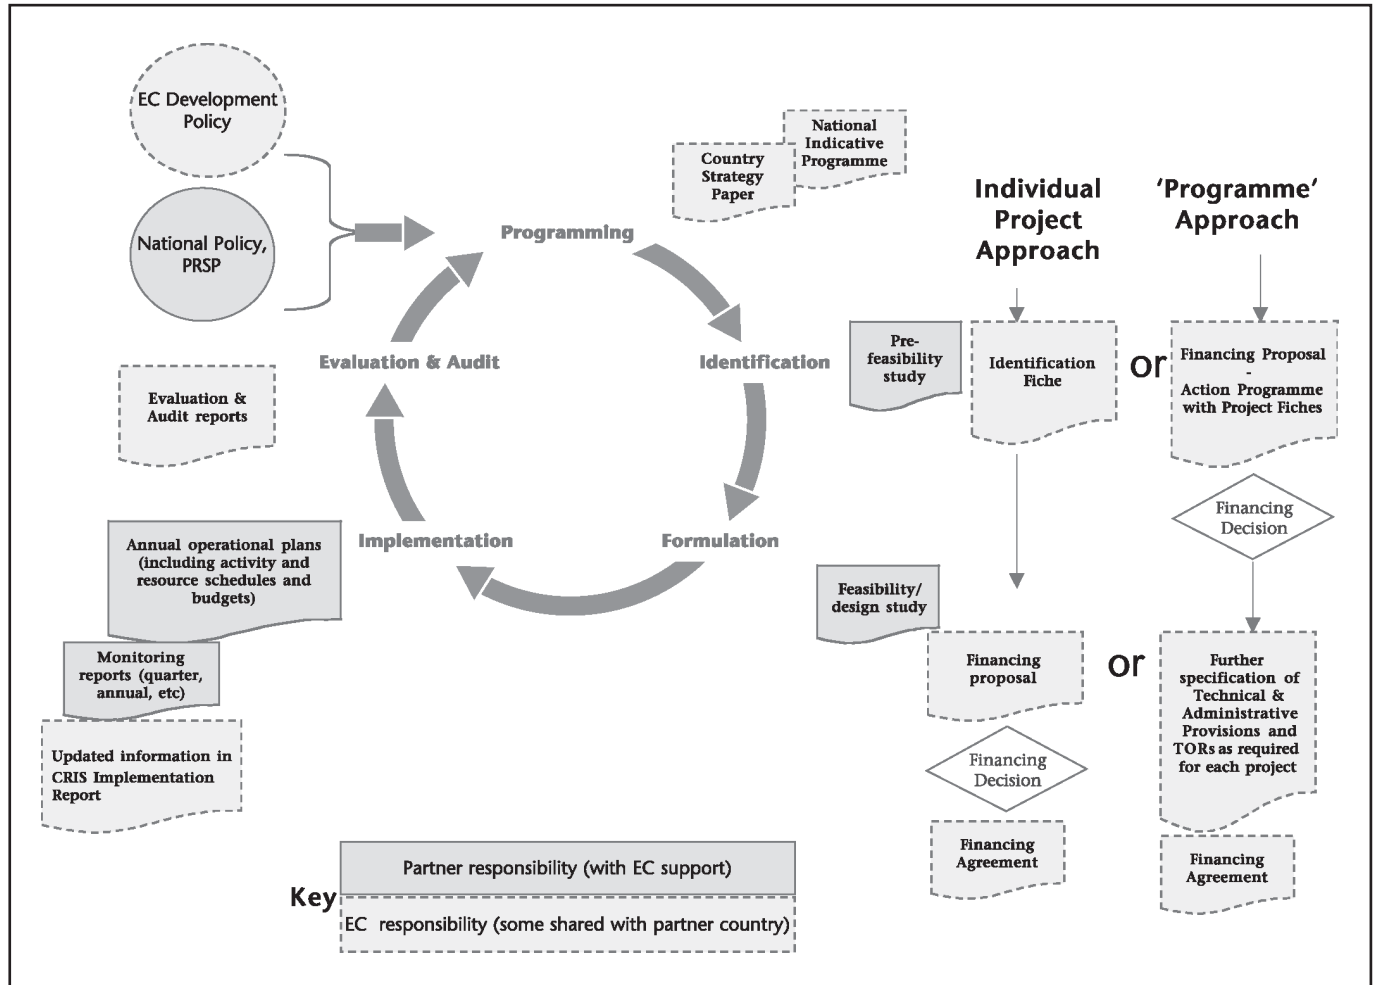 EC Development
Policy
National Policy,
PRSP
Programming
Country
Strategy
Paper
National
Indicative
Programme
Identification
Formulation
Implementation
Evaluation & Audit
Evaluation &
Audit reports
Annual operational plans
(including activity and
resource schedules and
budgets)
Monitoring
reports (quarter,
annual, etc)
Updated information in
CRIS Implementation
Report
Individual
Project
Approach
'Programme'
Approach
Pre-
feasibility
study
Identification
Fiche
or
Financing Proposal
-
Action Programme
with Project Fiches
Financing
Decision
Feasibility/
design study
Financing
proposal
or
Further
specification of
Technical &
Administrative
Provisions and
TORs as required
for each project
Financing
Decision
Financing
Agreement
Financing
Agreement
Key
Partner responsibility (with EC support)
EC responsibility (some shared with partner country)